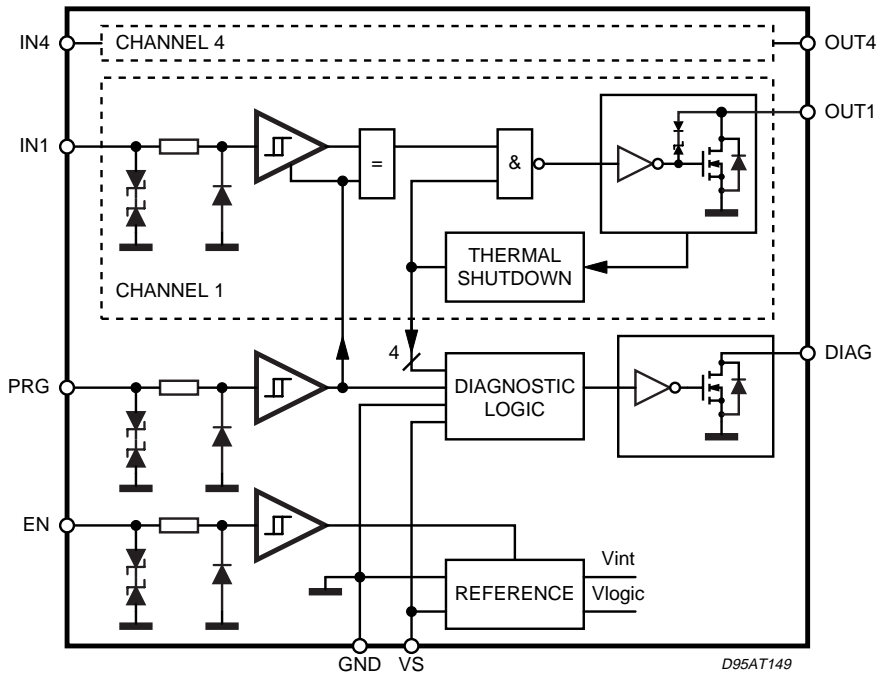 IN4
CHANNEL 4
OUT4
OUT1
IN1
=
&
THERMAL
SHUTDOWN
CHANNEL 1
4
DIAG
PRG
DIAGNOSTIC
LOGIC
EN
Vint
REFERENCE
Vlogic
GND
VS
D95AT149